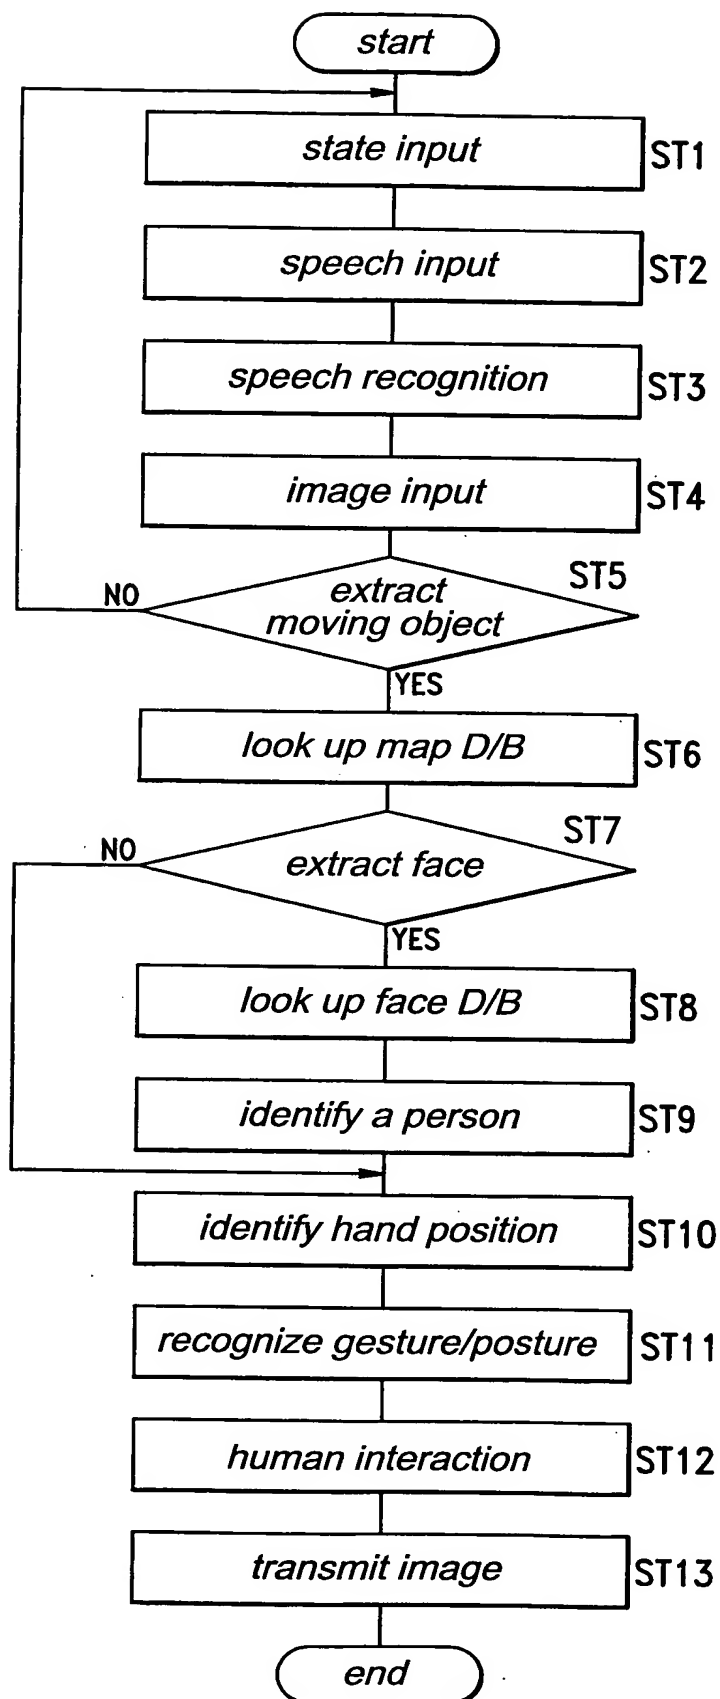 start
state input ST1
speech input ST2
speech recognition ST3
image input ST4
ST5
extract
moving object
NO
YES
look up map D/B ST6
ST7
NO
extract face
YES
look up face D/B ST8
identify a person ST9
identify hand position ST10
recognize gesture/posture ST11
human interaction ST12
transmit image ST13
end